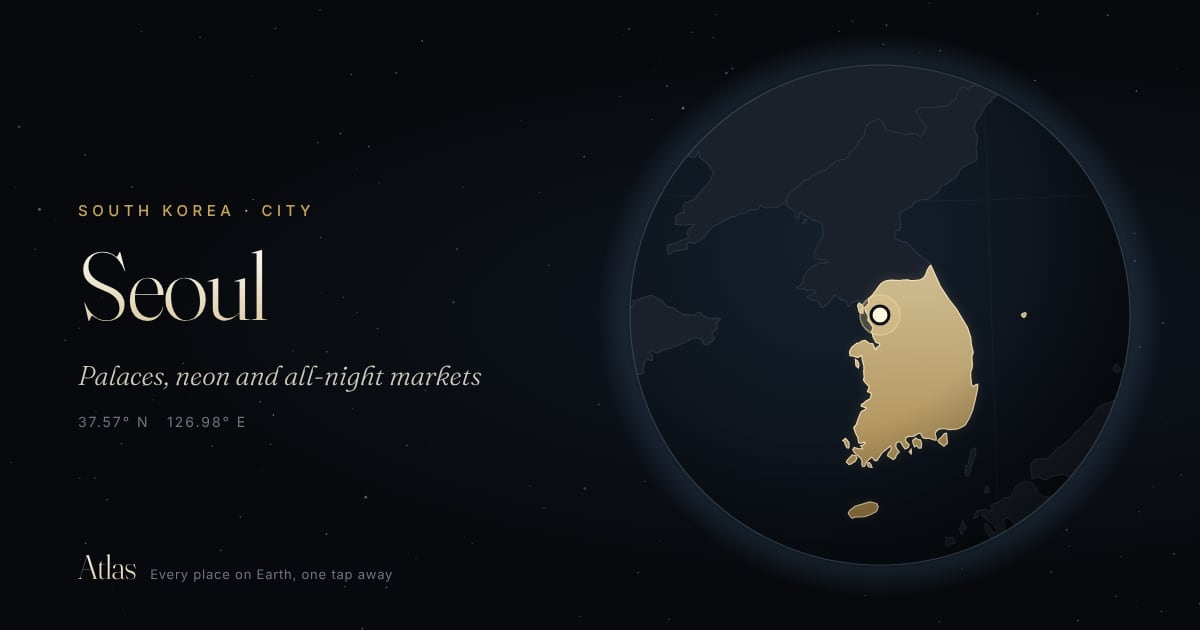 SOUTH KOREA · CITY
Seoul
Palaces, neon and all-night markets
37.57° N 126.98° E
Atlas Every place on Earth, one tap away